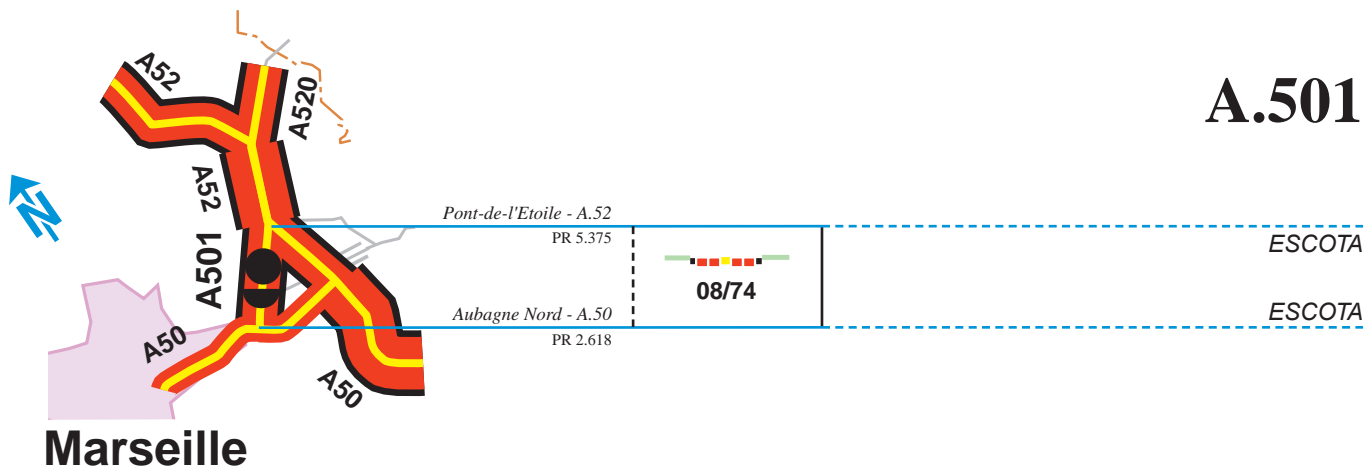 A52
A520
A.501
A52
A501
Pont-de-l'Etoile - A.52
PR 5.375
ESCOTA
N
08/74
Aubagne Nord - A.50
PR 2.618
ESCOTA
A50
A50
Marseille